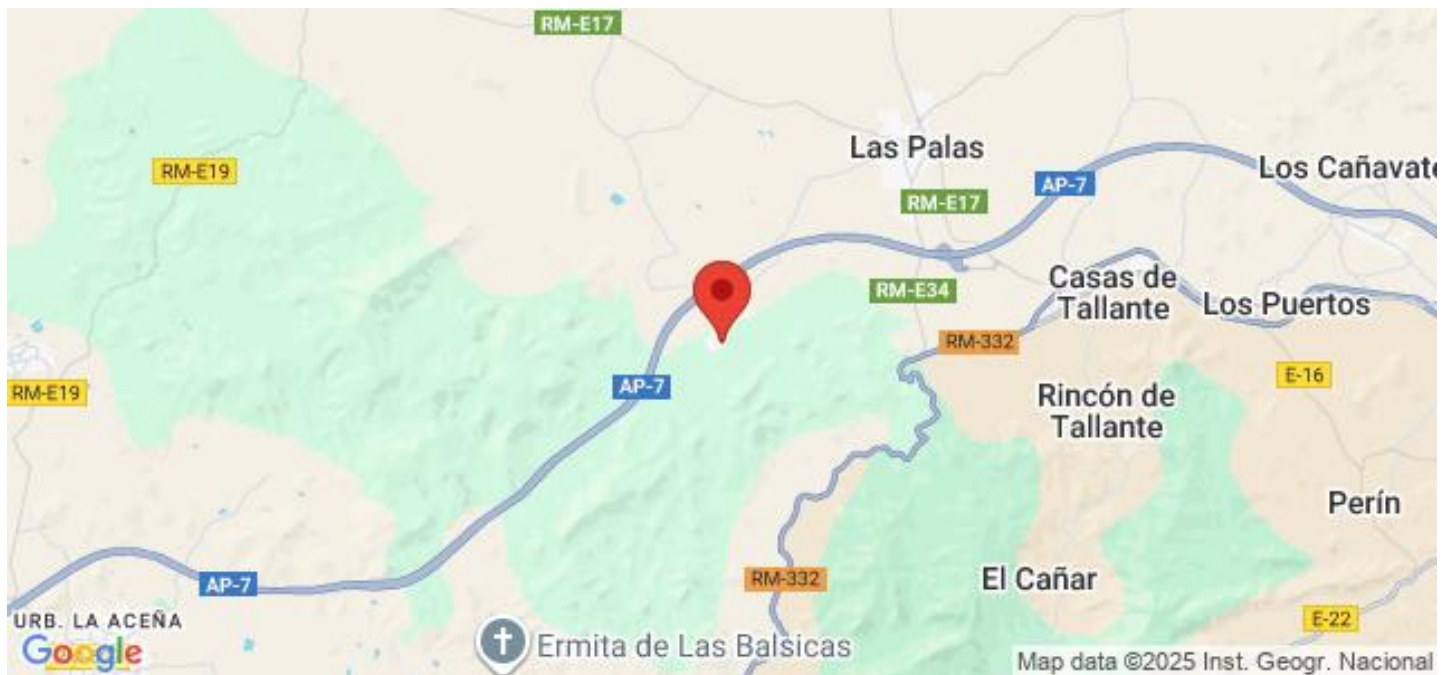 RM-E17
Las Palas
RM-E19
AP-7
Los Cañavate
RM-E17
Casas de
Tallante
RM-E34
Los Puertos
RM-332
E-16
AP-7
RM-E19
Rincón de
Tallante
Perín
AP-7
RM-332
El Cañar
URB. LA ACEÑA
E-22
Google
Ermita de Las Balsicas
Map data ©2025 Inst. Geogr. Nacional